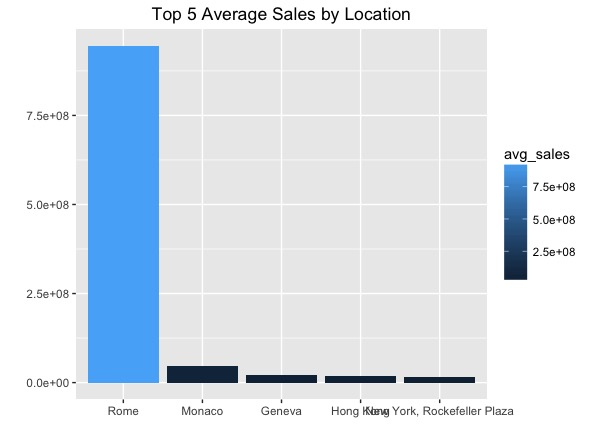 Top 5 Average Sales by Location
7.5e+08
5.0e+08
2.5e+08
0.0e+00
avg_sales
7.5e+08
5.0e+08
2.5e+08
Rome
Monaco
Geneva
Hong Kong
New York, Rockefeller Plaza